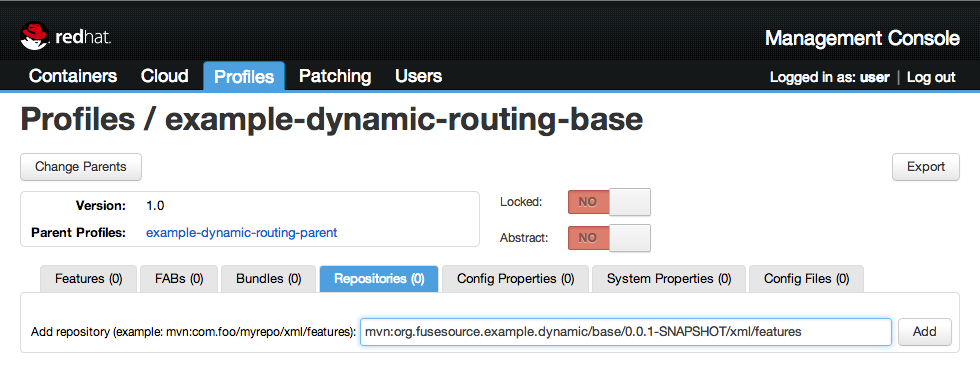 redhat.
Management Console
Containers Cloud Profiles Patching Users Logged in as: user | Log out
Profiles / example-dynamic-routing-base
Change Parents Export
Version: 1.0 Locked: NO
Parent Profiles: example-dynamic-routing-parent Abstract: NO
Features (0) FABs (0) Bundles (0) Repositories (0) Config Properties (0) System Properties (0) Config Files (0)
Add repository (example: mvn:com.foo/myrepo/xml/features): mvn:org.fusesource.example.dynamic/base/0.0.1-SNAPSHOT/xml/features Add